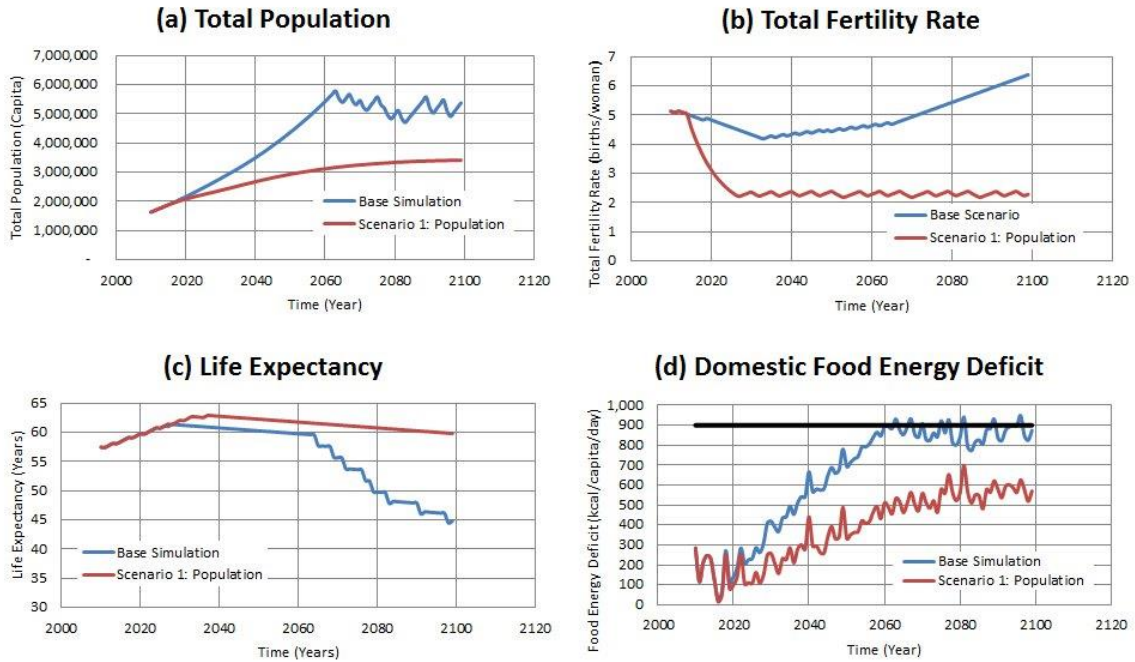 (a) Total Population
Total Population (Capita)
7,000,000
6,000,000
5,000,000
4,000,000
3,000,000
2,000,000
1,000,000
-
2000 2020 2040 2060 2080 2100 2120
Time (Year)
Base Simulation
Scenario 1: Population
(b) Total Fertility Rate
Total Fertility Rate (births/woman)
7
6
5
4
3
2
1
0
2000 2020 2040 2060 2080 2100 2120
Time (Year)
Base Scenario
Scenario 1: Population
(c) Life Expectancy
Life Expectancy (Years)
65
60
55
50
45
40
35
30
2000 2020 2040 2060 2080 2100 2120
Time (Years)
Base Simulation
Scenario 1: Population
(d) Domestic Food Energy Deficit
Food Energy Deficit (kcal/capita/day)
1,000
900
800
700
600
500
400
300
200
100
0
2000 2020 2040 2060 2080 2100 2120
Time (Year)
Base Simulation
Scenario 1: Population